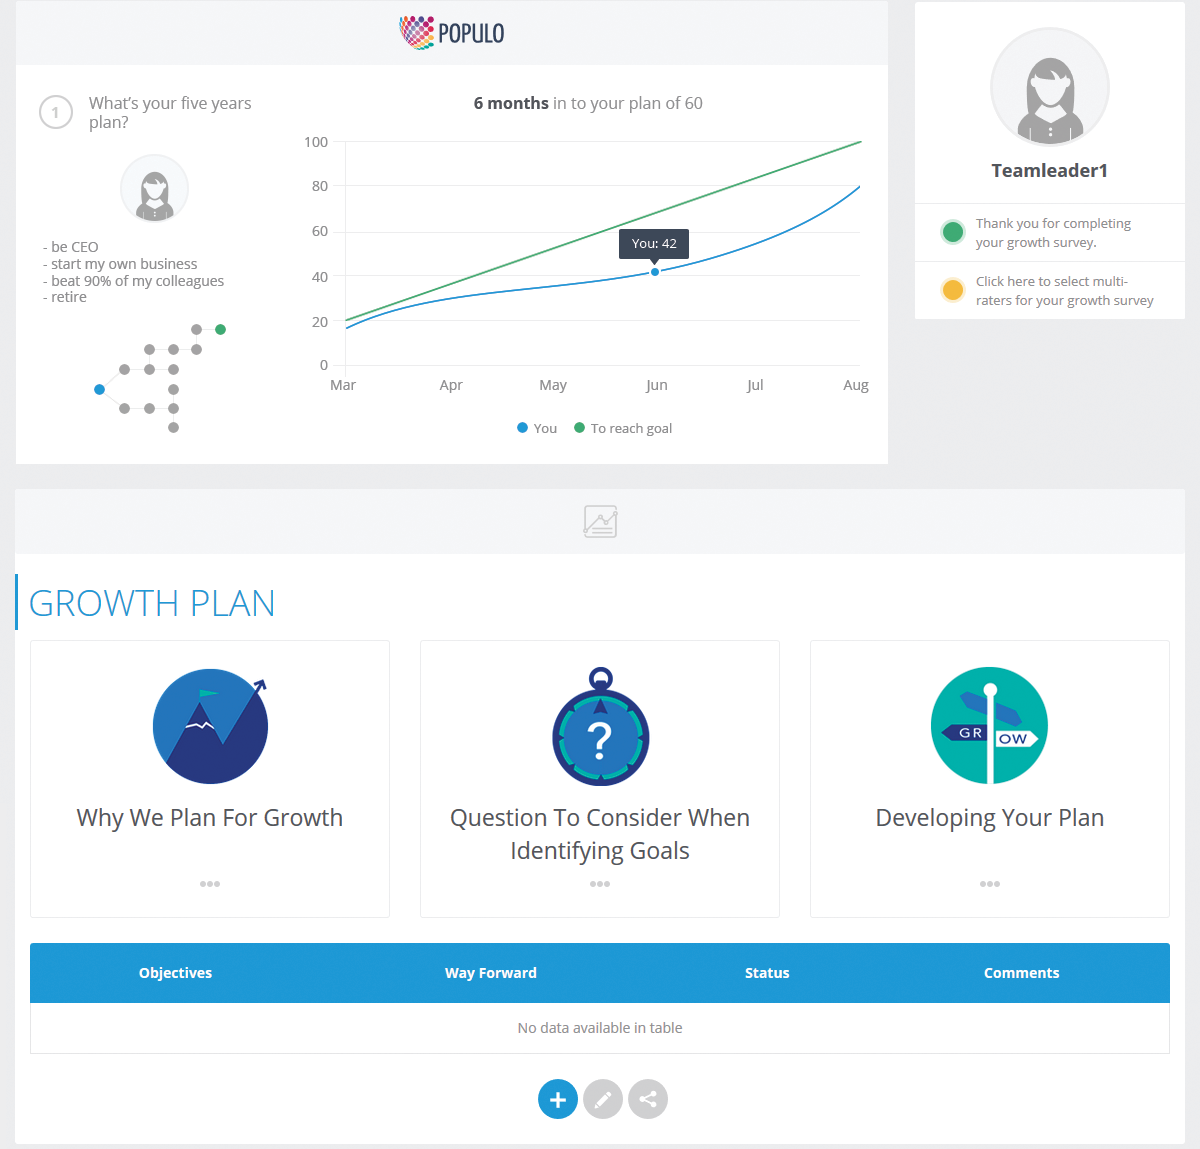 POPULO
1
What's your five years
plan?
- be CEO
- start my own business
- beat 90% of my colleagues
- retire
6 months in to your plan of 60
100
80
60
40
20
0
You: 42
Mar Apr May Jun Jul Aug
You To reach goal
Teamleader1
Thank you for completing
your growth survey.
Click here to select multi-
raters for your growth survey
GROWTH PLAN
Why We Plan For Growth
?
Question To Consider When
Identifying Goals
GR
OW
Developing Your Plan
Objectives Way Forward Status Comments
No data available in table